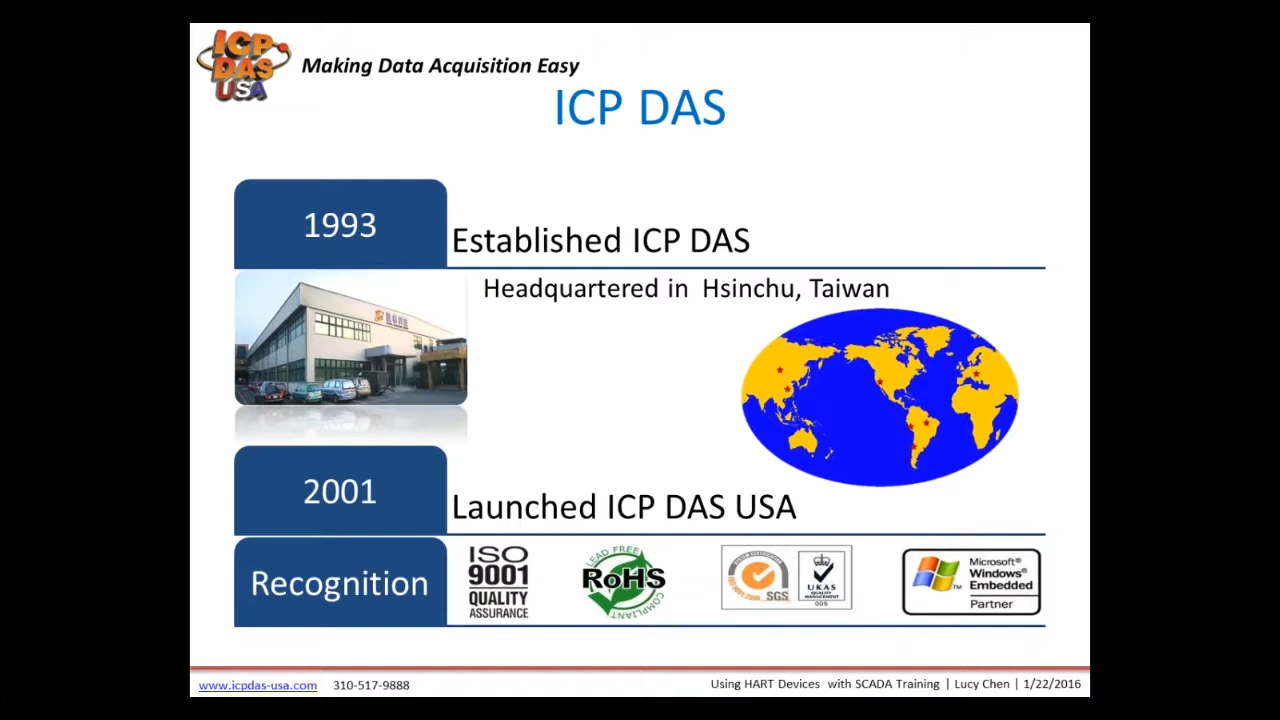 ICP
DAS
USA
Making Data Acquisition Easy
ICP DAS
1993
Established ICP DAS
Headquartered in Hsinchu, Taiwan
2001
Launched ICP DAS USA
Recognition
ISO
9001
QUALITY
ASSURANCE
LEAD FREE
RoHS
COMPLIANT
SGS
UKAS
QUALITY
MANAGEMENT
005
Microsoft®
Windows®
Embedded
TM
Partner
www.icpdas-usa.com 310-517-9888
Using HART Devices with SCADA Training | Lucy Chen | 1/22/2016